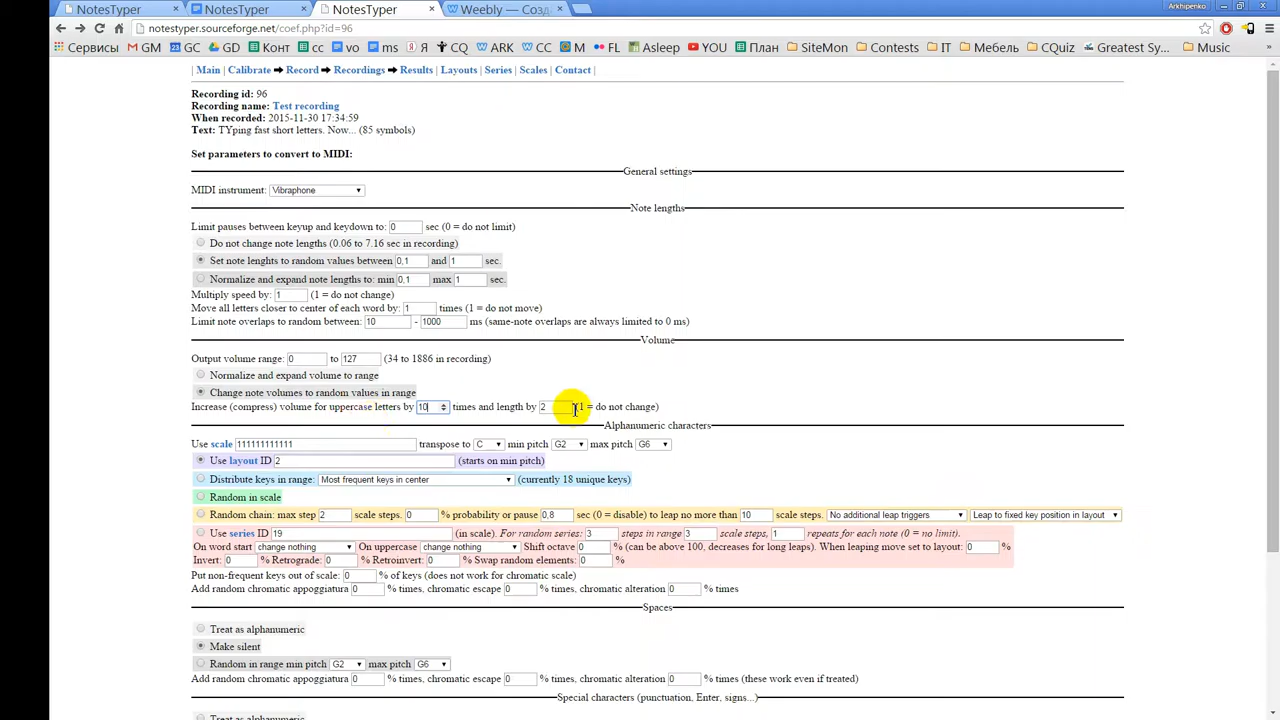 NotesTyper NotesTyper NotesTyper Weebly — Созд Arkhipenko
notestyper.sourceforge.net/coef.php?id=96
Сервисы GM GC GD Конт cc vo ms Я CQ ARK CC M FL Asleep YOU План SiteMon Contests IT Мебель CQuiz Greatest Sy... Music
| Main | Calibrate Record Recordings Results | Layouts | Series | Scales | Contact |
Recording id: 96
Recording name: Test recording
When recorded: 2015-11-30 17:34:59
Text: TYping fast short letters. Now... (85 symbols)
Set parameters to convert to MIDI:
General settings
MIDI instrument: Vibraphone
Note lengths
Limit pauses between keyup and keydown to: 0 sec (0 = do not limit)
Do not change note lengths (0.06 to 7.16 sec in recording)
Set note lenghts to random values between 0,1 and 1 sec.
Normalize and expand note lengths to: min 0,1 max 1 sec.
Multiply speed by: 1 (1 = do not change)
Move all letters closer to center of each word by: 1 times (1 = do not move)
Limit note overlaps to random between: 10 - 1000 ms (same-note overlaps are always limited to 0 ms)
Volume
Output volume range: 0 to 127 (34 to 1886 in recording)
Normalize and expand volume to range
Change note volumes to random values in range
Increase (compress) volume for uppercase letters by 10 times and length by 2 (1 = do not change)
Alphanumeric characters
Use scale 111111111111 transpose to C min pitch G2 max pitch G6
Use layout ID 2 (starts on min pitch)
Distribute keys in range: Most frequent keys in center (currently 18 unique keys)
Random in scale
Random chain: max step 2 scale steps. 0 % probability or pause 0,8 sec (0 = disable) to leap no more than 10 scale steps. No additional leap triggers Leap to fixed key position in layout
Use series ID 19 (in scale). For random series: 3 steps in range 3 scale steps, 1 repeats for each note (0 = no limit).
On word start change nothing On uppercase change nothing Shift octave 0 % (can be above 100, decreases for long leaps). When leaping move set to layout: 0 %
Invert: 0 % Retrograde: 0 % Retroinvert: 0 % Swap random elements: 0 %
Put non-frequent keys out of scale: 0 % of keys (does not work for chromatic scale)
Add random chromatic appoggiatura 0 % times, chromatic escape 0 % times, chromatic alteration 0 % times
Spaces
Treat as alphanumeric
Make silent
Random in range min pitch G2 max pitch G6
Add random chromatic appoggiatura 0 % times, chromatic escape 0 % times, chromatic alteration 0 % times (these work even if treated)
Special characters (punctuation, Enter, signs...)
Treat as alphanumeric